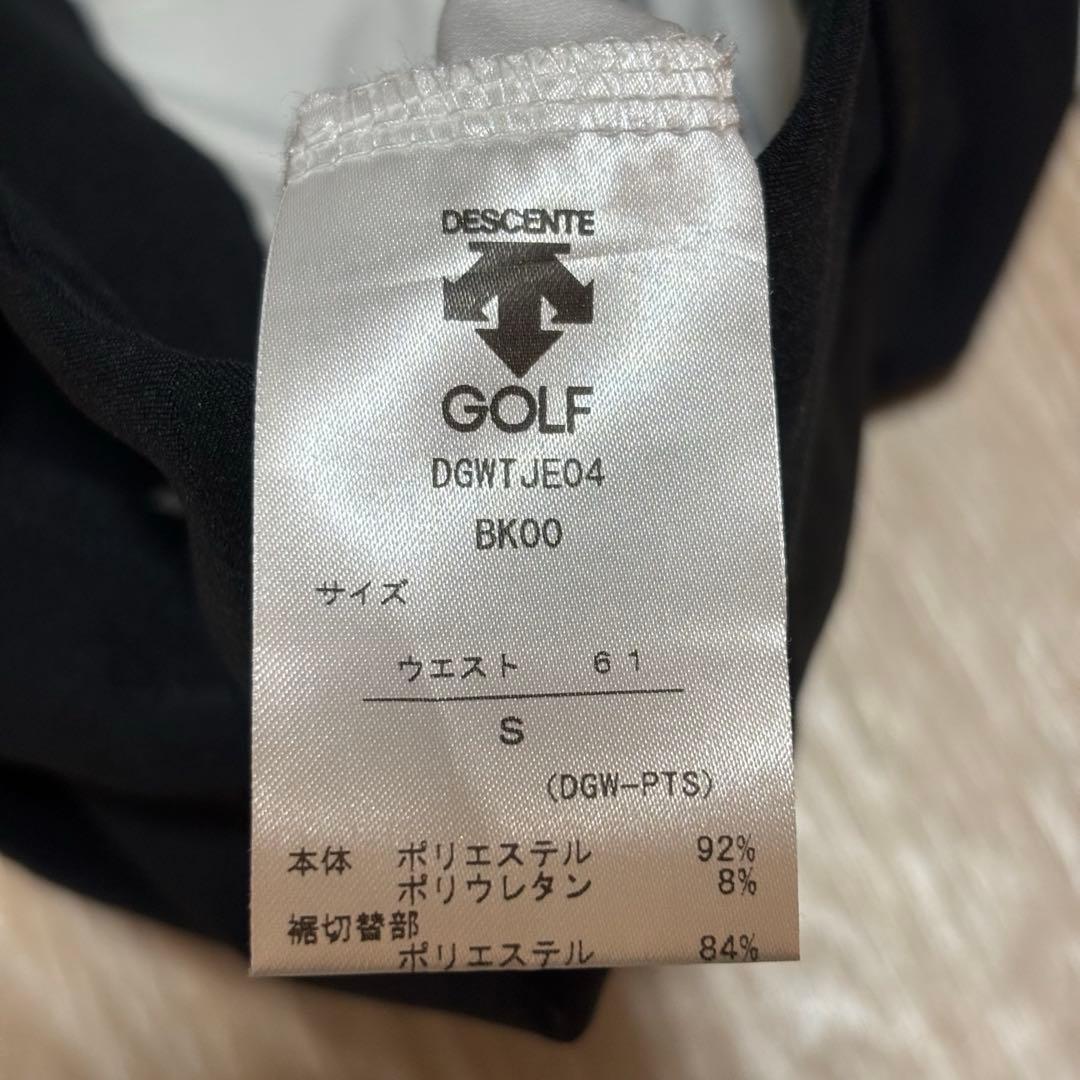 DESCENTE
GOLF
DGWTJE04
BK00
サイズ
ウエスト 61
S
(DGW-PTS)
本体 ポリエステル 92%
ポリウレタン 8%
裾切替部
ポリエステル 84%